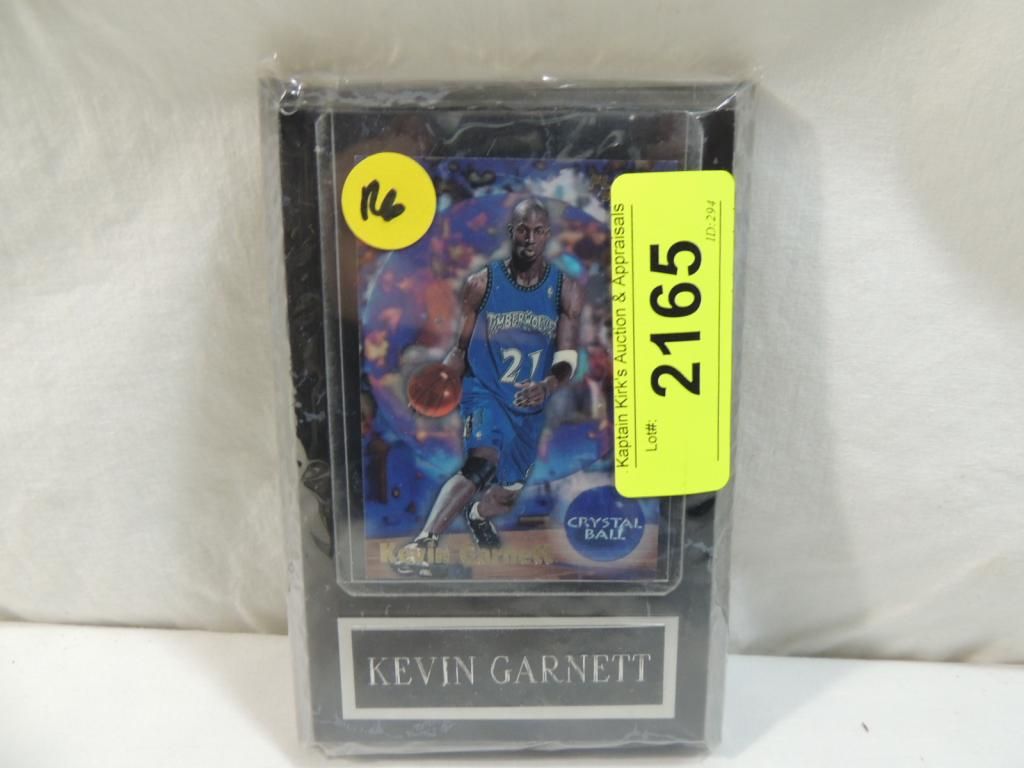 R6
Kaptain Kirk's Auction & Appraisals
Lot#:
2165
ID:294
TIMBERWOLVES
21
CRYSTAL
BALL
Kevin Garnett
KEVIN GARNETT